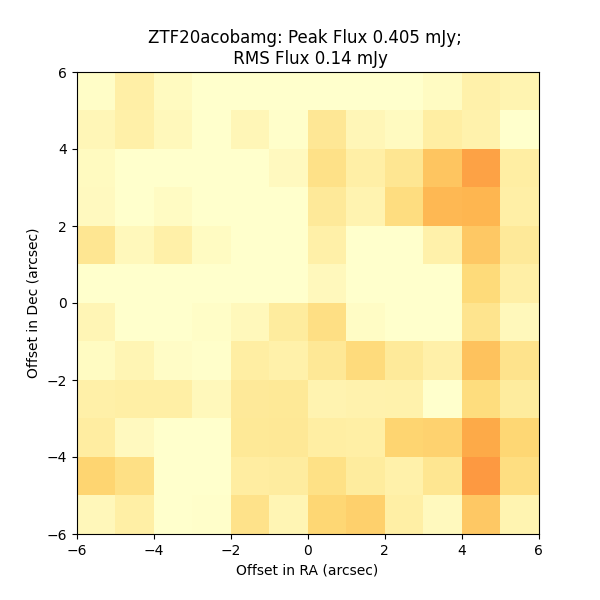 ZTF20acobamg: Peak Flux 0.405 mJy;
RMS Flux 0.14 mJy
6
4
2
0
−2
−4
−6
Offset in Dec (arcsec)
−6 −4 −2 0 2 4 6
Offset in RA (arcsec)